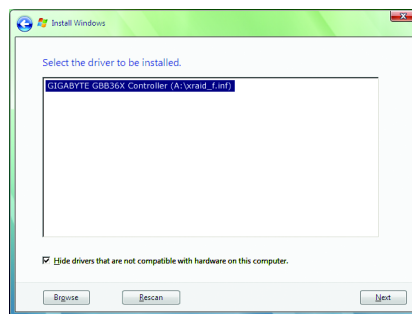 Install Windows
Select the driver to be installed.
GIGABYTE GBB36X Controller (A:\xraid_f.inf)
Hide drivers that are not compatible with hardware on this computer.
Browse Rescan Next